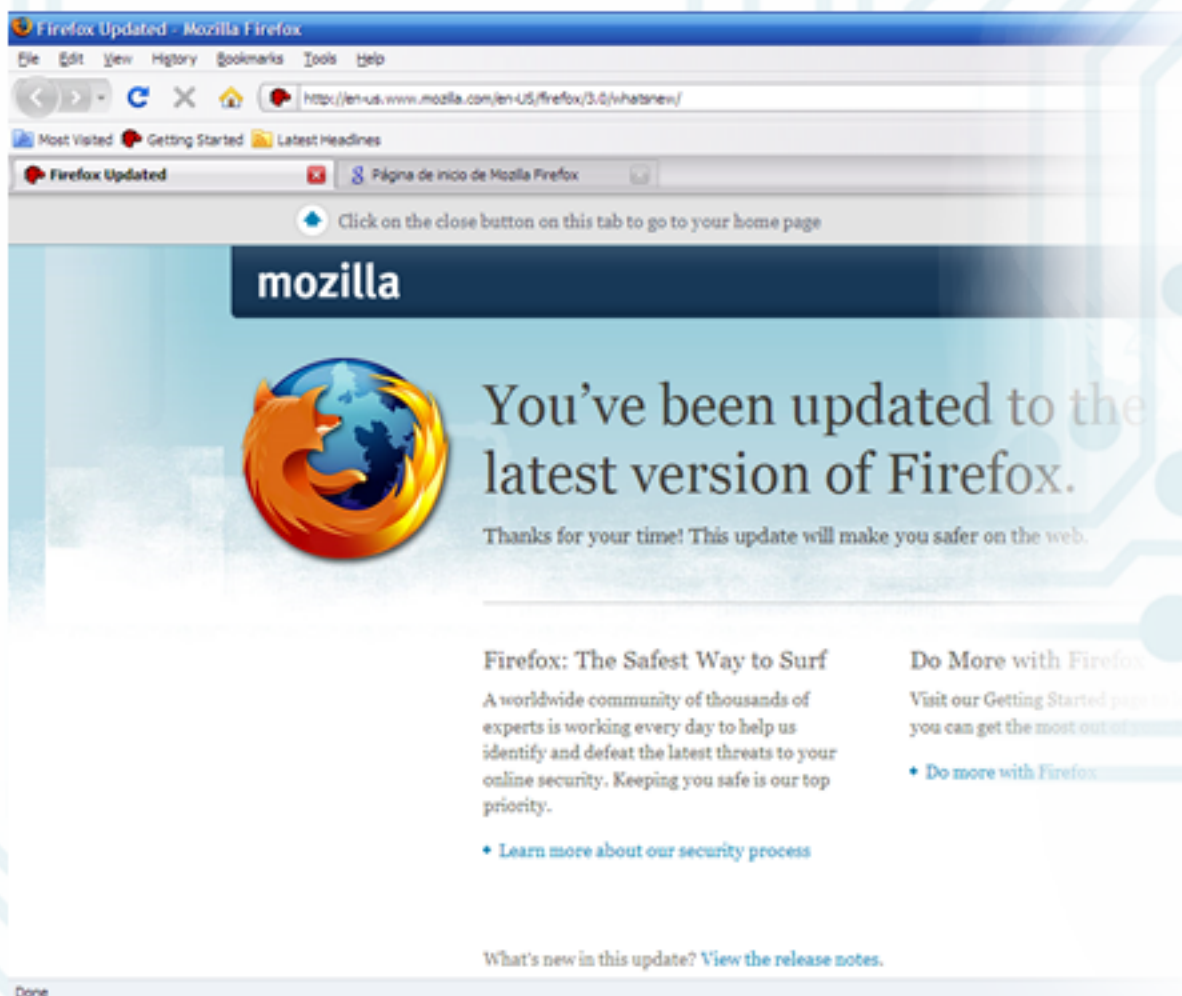 Firefox Updated - Mozilla Firefox
File Edit View History Bookmarks Tools Help
http://en-us.www.mozilla.com/en-US/firefox/3.0/whatsnew/
Most Visited Getting Started Latest Headlines
Firefox Updated Página de inicio de Mozilla Firefox
Click on the close button on this tab to go to your home page
mozilla
You've been updated to the
latest version of Firefox.
Thanks for your time! This update will make you safer on the web.
Firefox: The Safest Way to Surf
A worldwide community of thousands of
experts is working every day to help us
identify and defeat the latest threats to your
online security. Keeping you safe is our top
priority.
Learn more about our security process
Do More with Firefox
Visit our Getting Started page
you can get the most out of
Do more with Firefox
What's new in this update? View the release notes.
Done